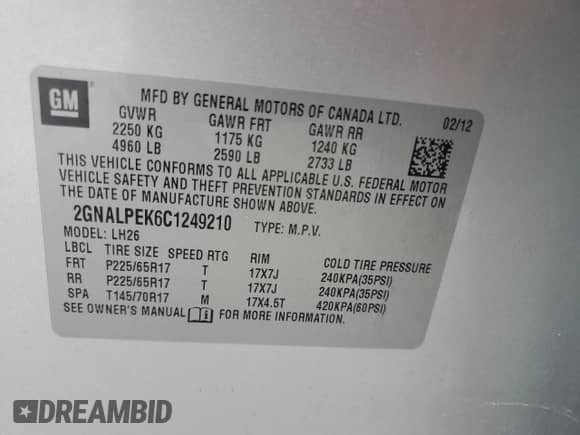 GM
MFD BY GENERAL MOTORS OF CANADA LTD. 02/12
GVWR GAWR FRT GAWR RR
2250 KG 1175 KG 1240 KG
4960 LB 2590 LB 2733 LB
THIS VEHICLE CONFORMS TO ALL APPLICABLE U.S. FEDERAL MOTOR
VEHICLE SAFETY AND THEFT PREVENTION STANDARDS IN EFFECT ON
THE DATE OF MANUFACTURE SHOWN ABOVE.
2GNALPEK6C1249210 TYPE: M.P.V.
MODEL: LH26
LBCL TIRE SIZE SPEED RTG RIM COLD TIRE PRESSURE
FRT P225/65R17 T 17X7J 240KPA(35PSI)
RR P225/65R17 T 17X7J 240KPA(35PSI)
SPA T145/70R17 M 17X4.5T 420KPA(60PSI)
SEE OWNER'S MANUAL i FOR MORE INFORMATION.
DREAMBID